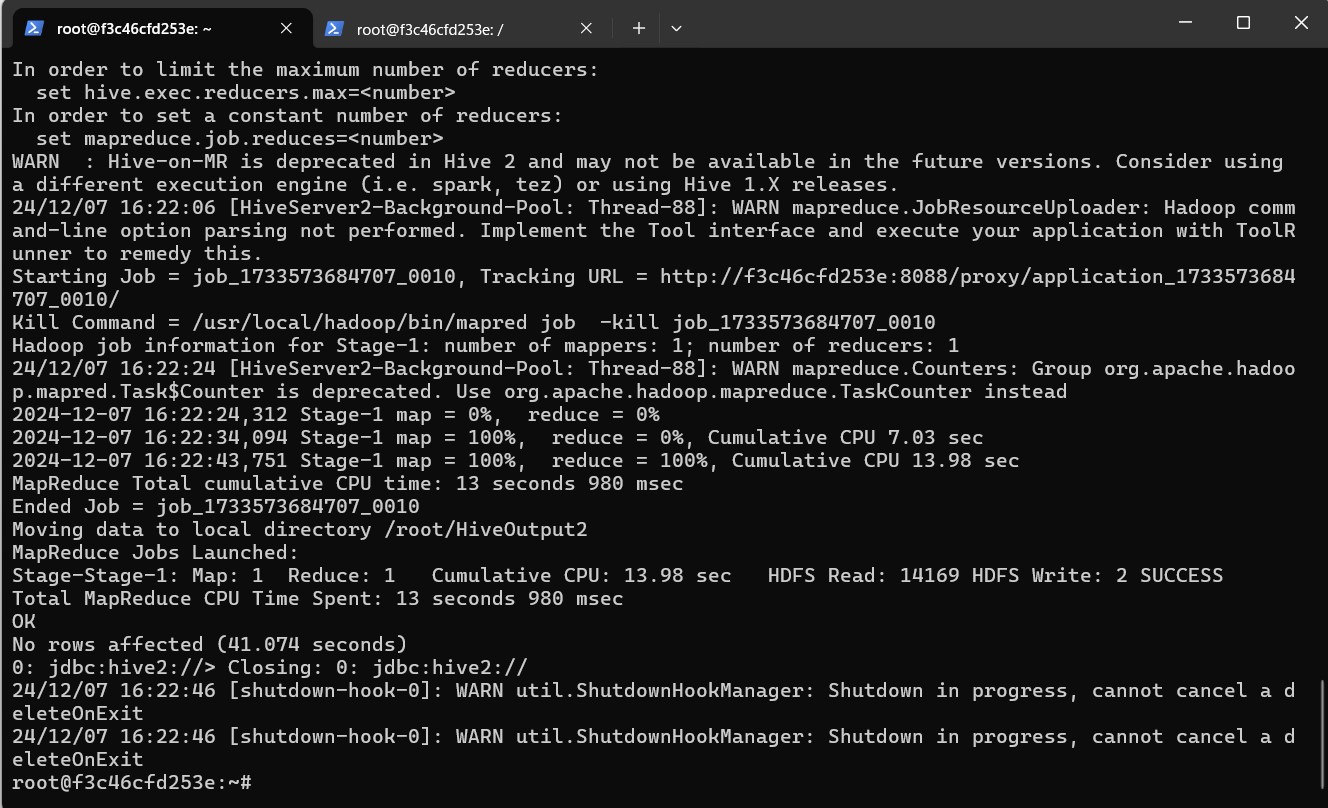 root@f3c46cfd253e: ~
root@f3c46cfd253e: /
In order to limit the maximum number of reducers:
  set hive.exec.reducers.max=<number>
In order to set a constant number of reducers:
  set mapreduce.job.reduces=<number>
WARN  : Hive-on-MR is deprecated in Hive 2 and may not be available in the future versions. Consider using
a different execution engine (i.e. spark, tez) or using Hive 1.X releases.
24/12/07 16:22:06 [HiveServer2-Background-Pool: Thread-88]: WARN mapreduce.JobResourceUploader: Hadoop comm
and-line option parsing not performed. Implement the Tool interface and execute your application with ToolR
unner to remedy this.
Starting Job = job_1733573684707_0010, Tracking URL = http://f3c46cfd253e:8088/proxy/application_1733573684
707_0010/
Kill Command = /usr/local/hadoop/bin/mapred job  -kill job_1733573684707_0010
Hadoop job information for Stage-1: number of mappers: 1; number of reducers: 1
24/12/07 16:22:24 [HiveServer2-Background-Pool: Thread-88]: WARN mapreduce.Counters: Group org.apache.hadoo
p.mapred.Task$Counter is deprecated. Use org.apache.hadoop.mapreduce.TaskCounter instead
2024-12-07 16:22:24,312 Stage-1 map = 0%,  reduce = 0%
2024-12-07 16:22:34,094 Stage-1 map = 100%,  reduce = 0%, Cumulative CPU 7.03 sec
2024-12-07 16:22:43,751 Stage-1 map = 100%,  reduce = 100%, Cumulative CPU 13.98 sec
MapReduce Total cumulative CPU time: 13 seconds 980 msec
Ended Job = job_1733573684707_0010
Moving data to local directory /root/HiveOutput2
MapReduce Jobs Launched:
Stage-Stage-1: Map: 1  Reduce: 1   Cumulative CPU: 13.98 sec   HDFS Read: 14169 HDFS Write: 2 SUCCESS
Total MapReduce CPU Time Spent: 13 seconds 980 msec
OK
No rows affected (41.074 seconds)
0: jdbc:hive2://> Closing: 0: jdbc:hive2://
24/12/07 16:22:46 [shutdown-hook-0]: WARN util.ShutdownHookManager: Shutdown in progress, cannot cancel a d
eleteOnExit
24/12/07 16:22:46 [shutdown-hook-0]: WARN util.ShutdownHookManager: Shutdown in progress, cannot cancel a d
eleteOnExit
root@f3c46cfd253e:~#